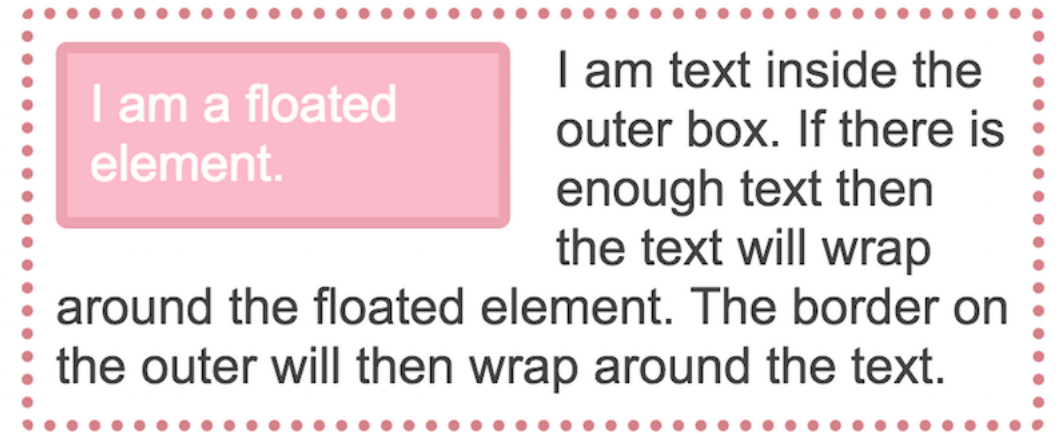 I am a floated
element.
I am text inside the
outer box. If there is
enough text then
the text will wrap
around the floated element. The border on
the outer will then wrap around the text.